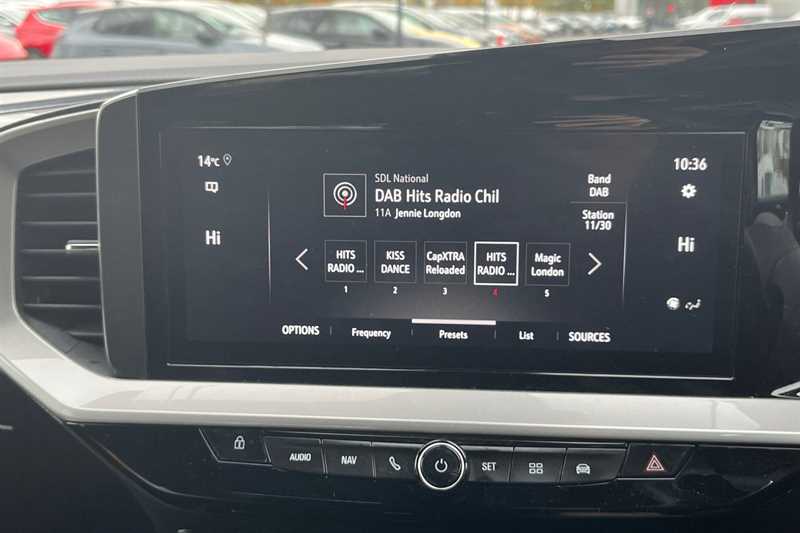 14°C
10:36
SDL National
DAB Hits Radio Chil
11A Jennie Longdon
Band
DAB
Station
11/30
Hi
Hi
HITS
RADIO ...
1
KISS
DANCE
2
CapXTRA
Reloaded
3
HITS
RADIO ...
4
Magic
London
5
OPTIONS
Frequency
Presets
List
SOURCES
AUDIO
NAV
SET